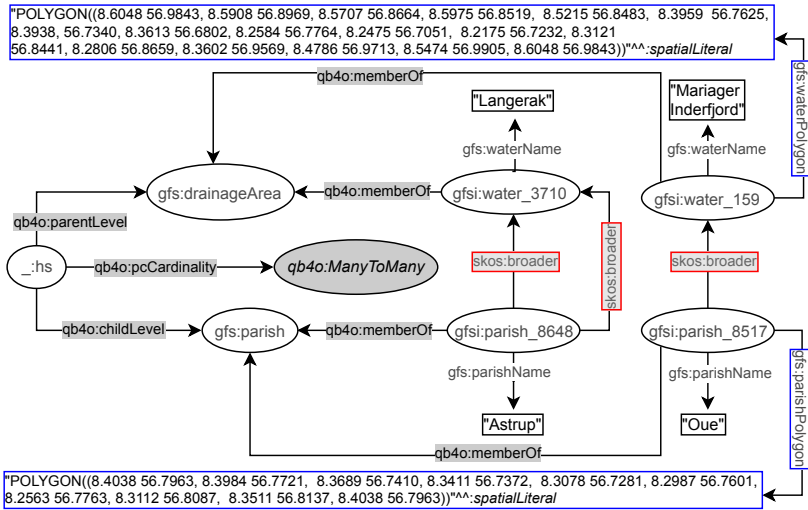 "POLYGON((8.6048 56.9843, 8.5908 56.8969, 8.5707 56.8664, 8.5975 56.8519,  8.5215 56.8483,  8.3959  56.7625,
8.3938, 56.7340, 8.3613 56.6802, 8.2584 56.7764, 8.2475 56.7051,  8.2175 56.7232, 8.3121
56.8441, 8.2806 56.8659, 8.3602 56.9569, 8.4786 56.9713, 8.5474 56.9905, 8.6048 56.9843))"^^:spatialLiteral
gfs:waterPolygon
qb4o:memberOf
"Langerak"
"Mariager
Inderfjord"
gfs:waterName
gfs:waterName
gfs:drainageArea
qb4o:memberOf
gfsi:water_3710
gfsi:water_159
qb4o:parentLevel
_:hs
qb4o:pcCardinality
qb4o:ManyToMany
skos:broader
skos:broader
skos:broader
qb4o:childLevel
gfs:parish
qb4o:memberOf
gfsi:parish_8648
gfsi:parish_8517
gfs:parishName
gfs:parishName
gfs:parishPolygon
"Astrup"
"Oue"
qb4o:memberOf
"POLYGON((8.4038 56.7963, 8.3984 56.7721,  8.3689 56.7410, 8.3411 56.7372,  8.3078 56.7281, 8.2987 56.7601,
8.2563 56.7763, 8.3112 56.8087,  8.3511 56.8137, 8.4038 56.7963))"^^:spatialLiteral